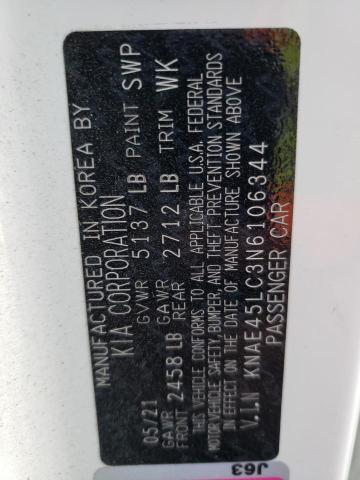 MANUFACTURED IN KOREA BY
KIA CORPORATION
05/21 GVWR 5137 LB PAINT SWP
GAWR GAWR TRIM WK
FRONT 2458 LB REAR 2712 LB
THIS VEHICLE CONFORMS TO ALL APPLICABLE U.S.A. FEDERAL
MOTOR VEHICLE SAFETY, BUMPER, AND THEFT PREVENTION STANDARDS
IN EFFECT ON THE DATE OF MANUFACTURE SHOWN ABOVE
V.I.N KNAE45LC3N6106344
PASSENGER CAR
J63